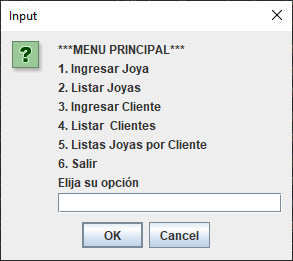 Input
***MENU PRINCIPAL***
1. Ingresar Joya
2. Listar Joyas
3. Ingresar Cliente
4. Listar  Clientes
5. Listas Joyas por Cliente
6. Salir
Elija su opción
OK
Cancel